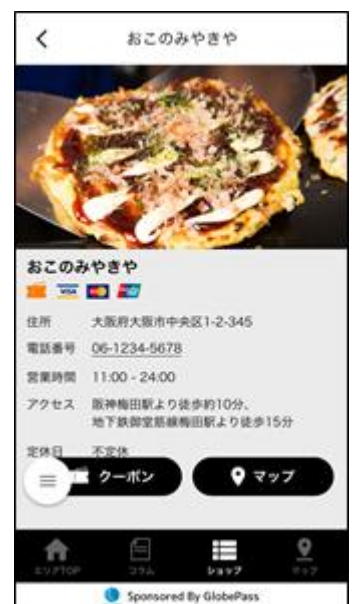 おこのみやきや
おこのみやきや
VISA
住所 大阪府大阪市中央区1-2-345
電話番号 06-1234-5678
営業時間 11:00 - 24:00
アクセス 阪神梅田駅より徒歩約10分、
地下鉄御堂筋線梅田駅より徒歩15分
定休日 不定休
クーポン マップ
エリアTOP コラム ショップ マップ
Sponsored By GlobePass